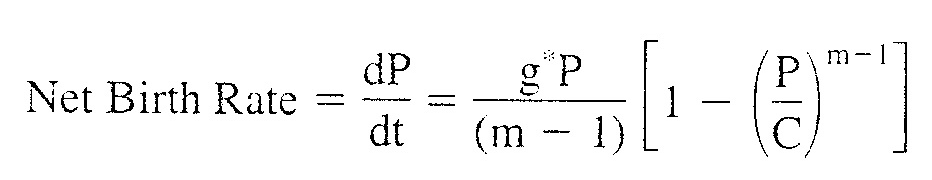 Net Birth Rate = dP/dt = g*P/(m − 1) [1 − (P/C)^(m−1)]